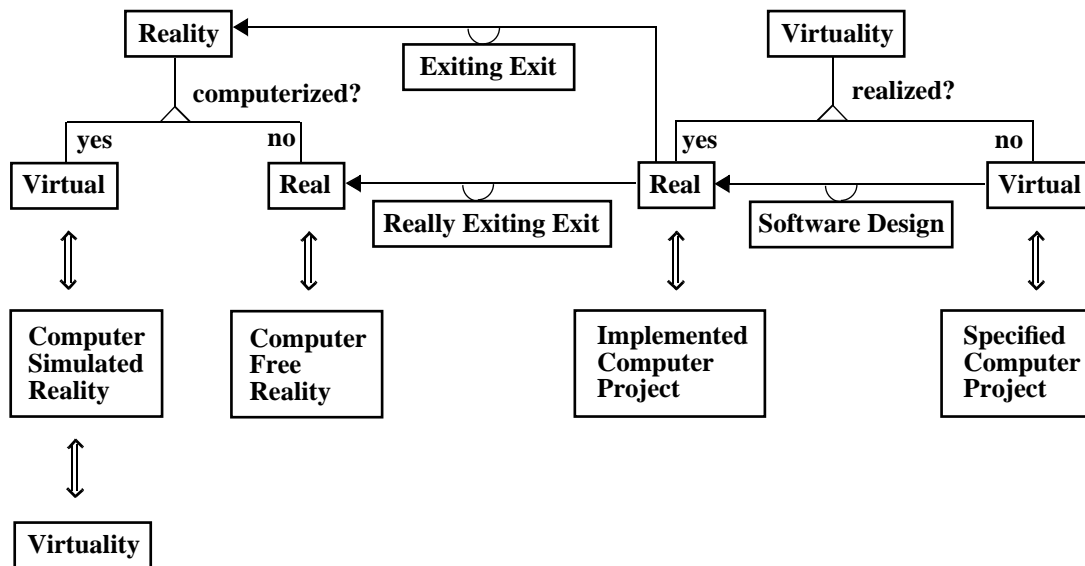 Reality
Virtuality
Exiting Exit
computerized?
realized?
yes
no
yes
no
Virtual
Real
Real
Virtual
Really Exiting Exit
Software Design
Computer
Simulated
Reality
Computer
Free
Reality
Implemented
Computer
Project
Specified
Computer
Project
Virtuality